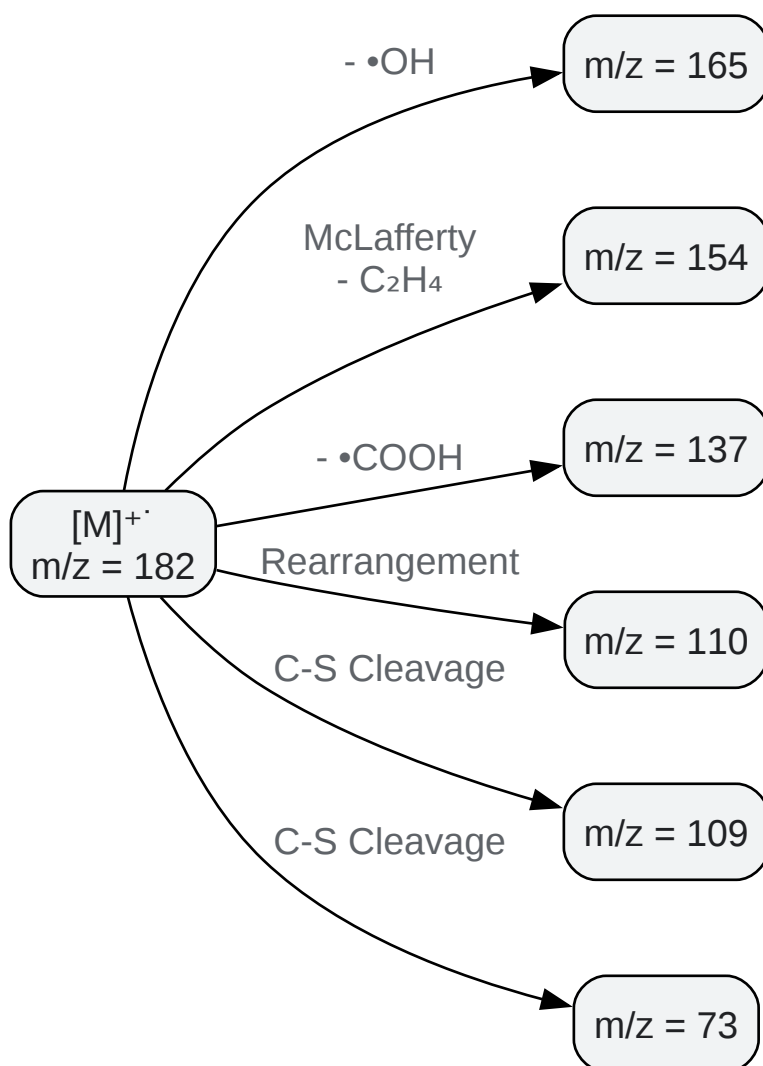 - •OH
m/z = 165
McLafferty
- C₂H₄
m/z = 154
- •COOH
m/z = 137
[M]⁺˙
m/z = 182
Rearrangement
m/z = 110
C-S Cleavage
m/z = 109
C-S Cleavage
m/z = 73